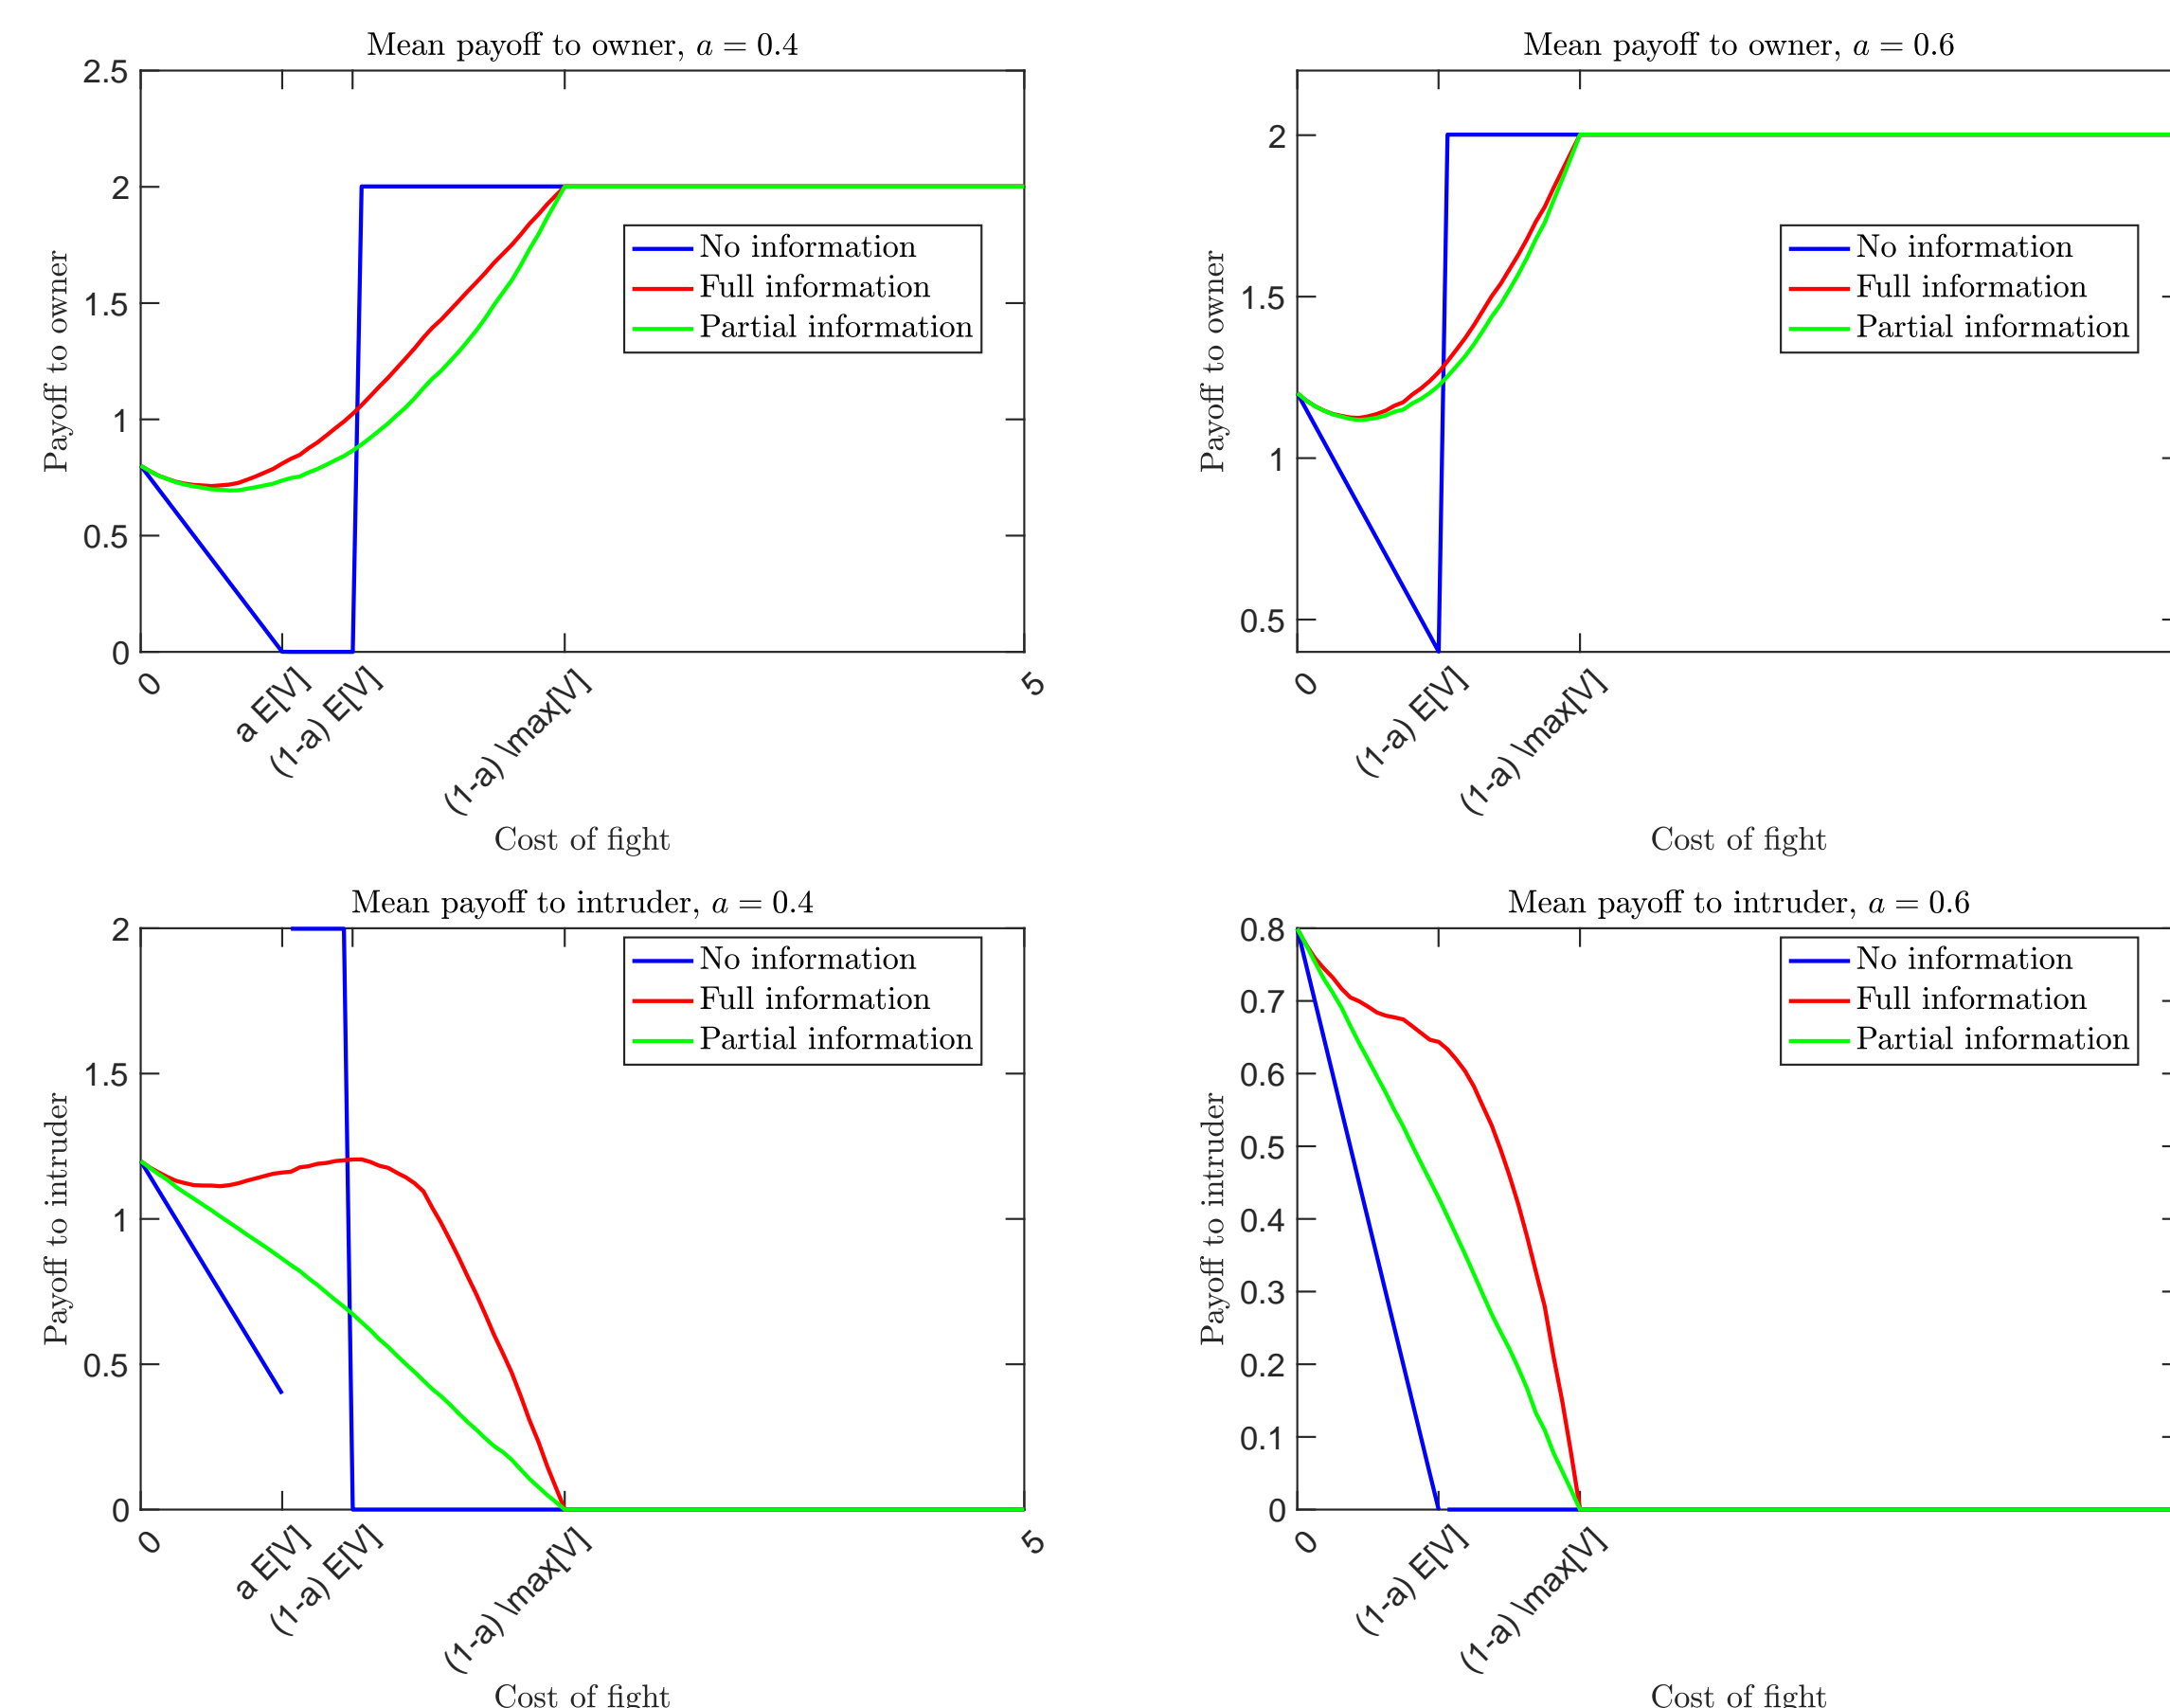 Mean payoff to owner, a = 0.4
2.5
2
1.5
1
0.5
0
Payoff to owner
No information
Full information
Partial information
0
a E[V]
(1-a) E[V]
(1-a) \max[V]
5
Cost of fight
Mean payoff to owner, a = 0.6
2
1.5
1
0.5
Payoff to owner
No information
Full information
Partial information
0
(1-a) E[V]
(1-a) \max[V]
Cost of fight
Mean payoff to intruder, a = 0.4
2
1.5
1
0.5
0
Payoff to intruder
No information
Full information
Partial information
0
a E[V]
(1-a) E[V]
(1-a) \max[V]
5
Cost of fight
Mean payoff to intruder, a = 0.6
0.8
0.7
0.6
0.5
0.4
0.3
0.2
0.1
0
Payoff to intruder
No information
Full information
Partial information
0
(1-a) E[V]
(1-a) \max[V]
Cost of fight